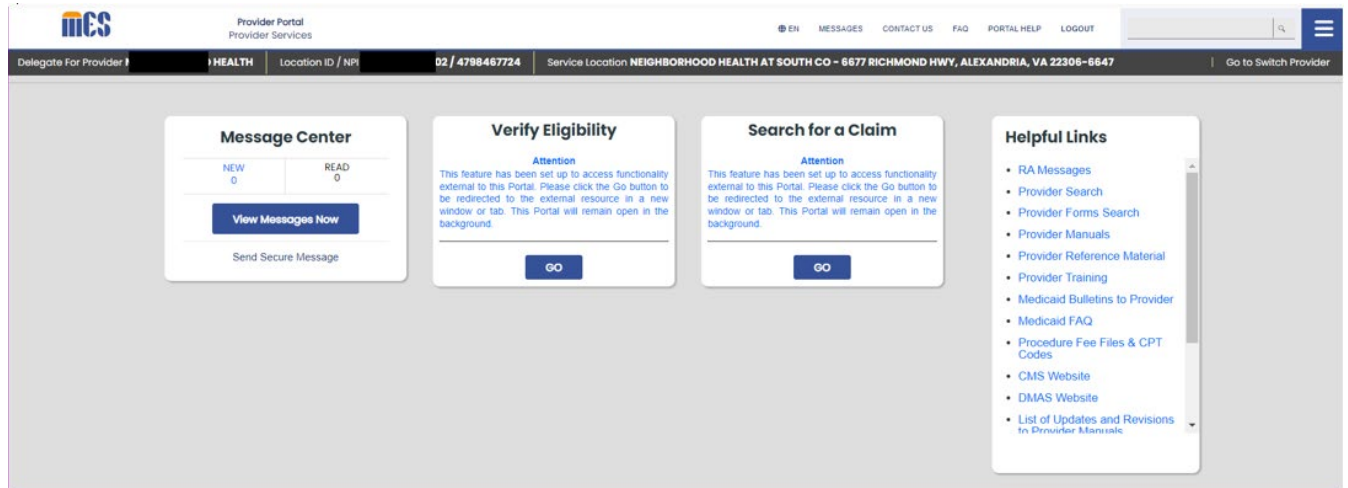 mes
Provider Portal
Provider Services
EN MESSAGES CONTACT US FAQ PORTAL HELP LOGOUT
Delegate For Provider HEALTH Location ID / NPI 02 / 4798467724 Service Location NEIGHBORHOOD HEALTH AT SOUTH CO - 6677 RICHMOND HWY, ALEXANDRIA, VA 22306-6647 Go to Switch Provider
Message Center
NEW READ
0 0
View Messages Now
Send Secure Message
Verify Eligibility
Attention
This feature has been set up to access functionality
external to this Portal. Please click the Go button to
be redirected to the external resource in a new
window or tab. This Portal will remain open in the
background.
GO
Search for a Claim
Attention
This feature has been set up to access functionality
external to this Portal. Please click the Go button to
be redirected to the external resource in a new
window or tab. This Portal will remain open in the
background.
GO
Helpful Links
• RA Messages
• Provider Search
• Provider Forms Search
• Provider Manuals
• Provider Reference Material
• Provider Training
• Medicaid Bulletins to Provider
• Medicaid FAQ
• Procedure Fee Files & CPT
Codes
• CMS Website
• DMAS Website
• List of Updates and Revisions
to Provider Manuals